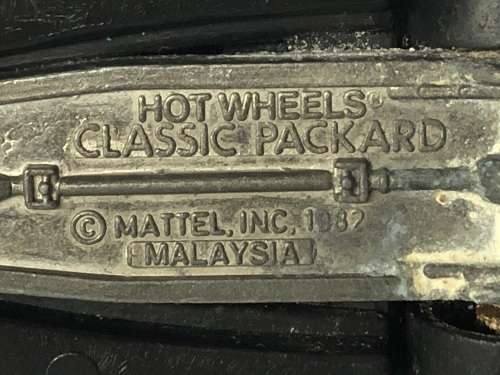 HOT WHEELS®
CLASSIC PACKARD
© MATTEL, INC. 1982
MALAYSIA